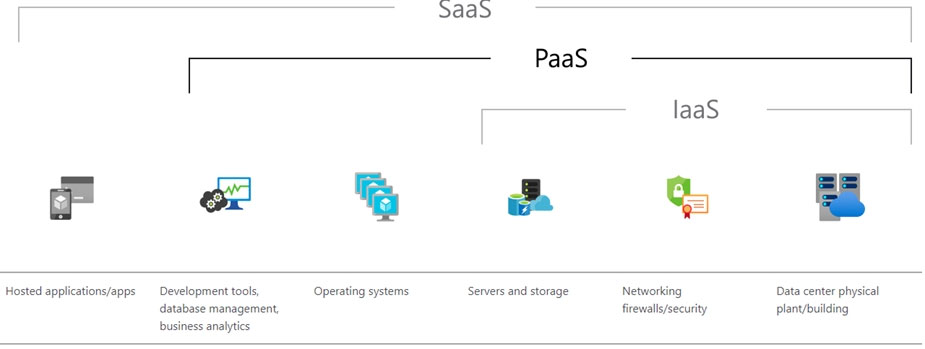 SaaS
PaaS
IaaS
Hosted applications/apps
Development tools,
database management,
business analytics
Operating systems
Servers and storage
Networking
firewalls/security
Data center physical
plant/building